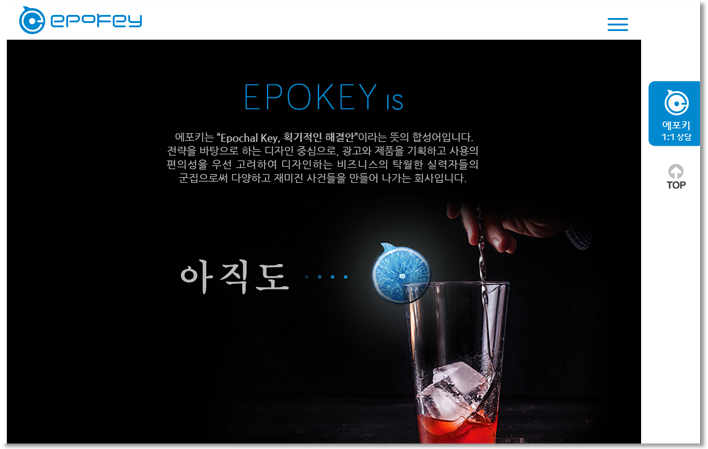 epokey
EPOKEY IS
에포키는 “Epochal Key, 획기적인 해결안”이라는 뜻의 합성어입니다.
전략을 바탕으로 하는 디자인 중심으로, 광고와 제품을 기획하고 사용의
편의성을 우선 고려하여 디자인하는 비즈니스의 탁월한 실력자들의
군집으로써 다양하고 재미진 사건들을 만들어 나가는 회사입니다.
아직도 ····
에포키
1:1 상담
TOP